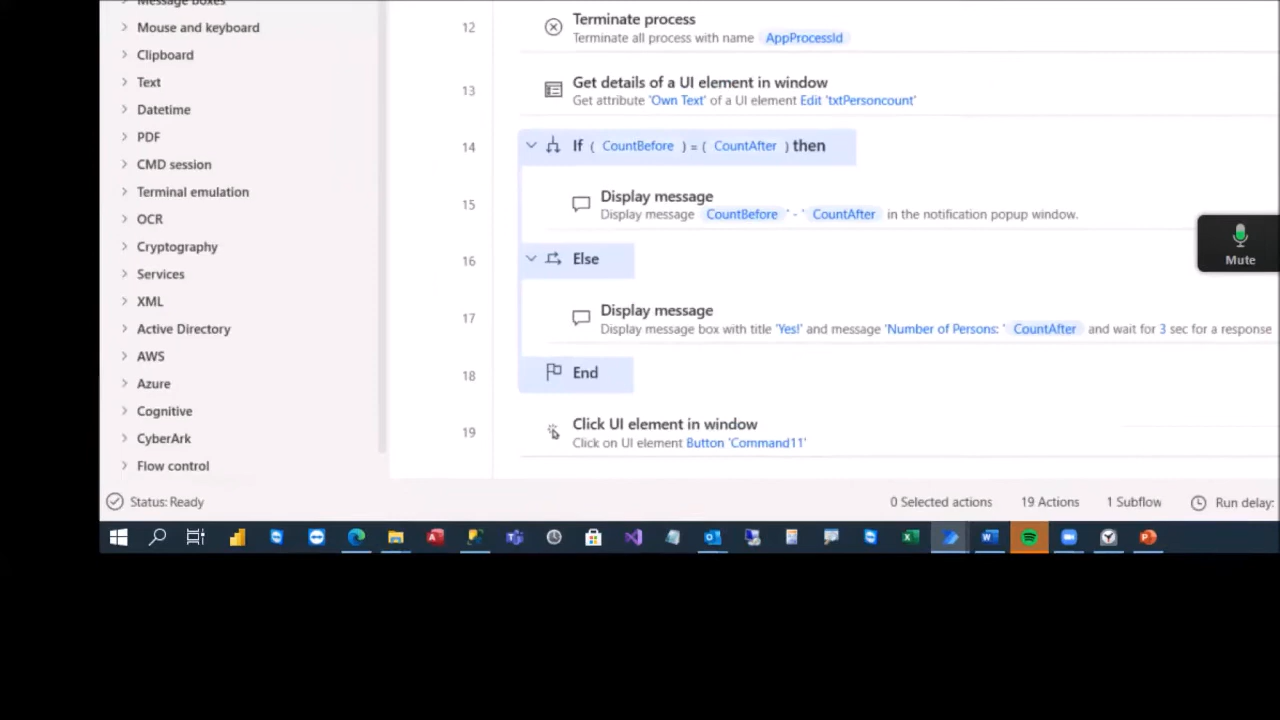 Message boxes
Mouse and keyboard
Clipboard
Text
Datetime
PDF
CMD session
Terminal emulation
OCR
Cryptography
Services
XML
Active Directory
AWS
Azure
Cognitive
CyberArk
Flow control
12
Terminate process
Terminate all process with name AppProcessId
13
Get details of a UI element in window
Get attribute 'Own Text' of a UI element Edit 'txtPersoncount'
14
If ( CountBefore ) = ( CountAfter ) then
15
Display message
Display message CountBefore ' - ' CountAfter in the notification popup window.
16
Else
17
Display message
Display message box with title 'Yes!' and message 'Number of Persons: ' CountAfter and wait for 3 sec for a response
18
End
19
Click UI element in window
Click on UI element Button 'Command11'
Mute
Status: Ready
0 Selected actions
19 Actions
1 Subflow
Run delay: